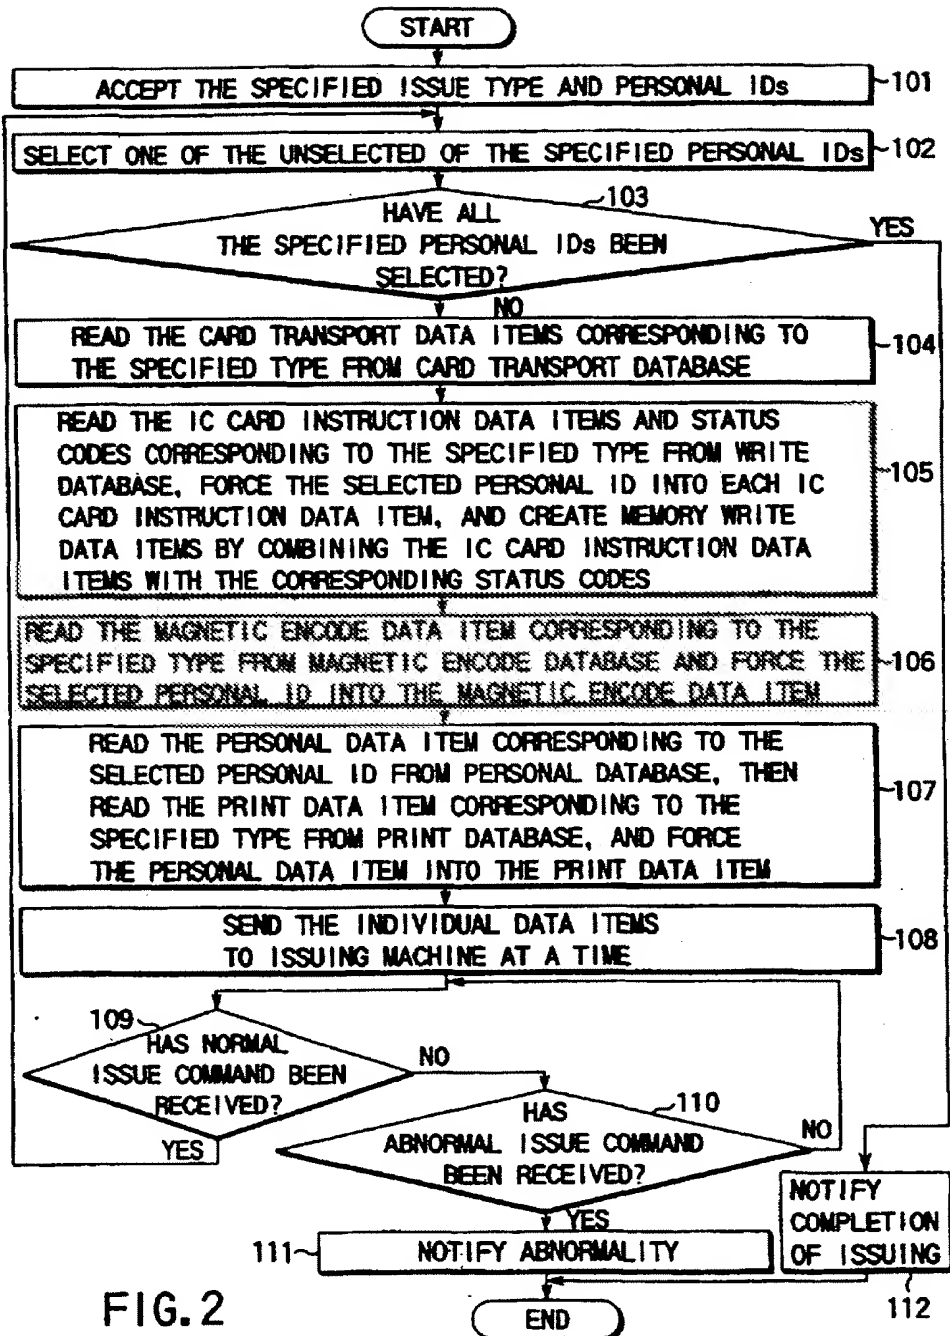 START
ACCEPT THE SPECIFIED ISSUE TYPE AND PERSONAL IDs
101
SELECT ONE OF THE UNSELECTED OF THE SPECIFIED PERSONAL IDs
102
103
HAVE ALL
THE SPECIFIED PERSONAL IDs BEEN
SELECTED?
YES
NO
READ THE CARD TRANSPORT DATA ITEMS CORRESPONDING TO
THE SPECIFIED TYPE FROM CARD TRANSPORT DATABASE
104
READ THE IC CARD INSTRUCTION DATA ITEMS AND STATUS
CODES CORRESPONDING TO THE SPECIFIED TYPE FROM WRITE
DATABASE, FORCE THE SELECTED PERSONAL ID INTO EACH IC
CARD INSTRUCTION DATA ITEM, AND CREATE MEMORY WRITE
DATA ITEMS BY COMBINING THE IC CARD INSTRUCTION DATA
ITEMS WITH THE CORRESPONDING STATUS CODES
105
READ THE MAGNETIC ENCODE DATA ITEM CORRESPONDING TO THE
SPECIFIED TYPE FROM MAGNETIC ENCODE DATABASE AND FORCE THE
SELECTED PERSONAL ID INTO THE MAGNETIC ENCODE DATA ITEM
106
READ THE PERSONAL DATA ITEM CORRESPONDING TO THE
SELECTED PERSONAL ID FROM PERSONAL DATABASE, THEN
READ THE PRINT DATA ITEM CORRESPONDING TO THE
SPECIFIED TYPE FROM PRINT DATABASE, AND FORCE
THE PERSONAL DATA ITEM INTO THE PRINT DATA ITEM
107
SEND THE INDIVIDUAL DATA ITEMS
TO ISSUING MACHINE AT A TIME
108
109
HAS NORMAL
ISSUE COMMAND BEEN
RECEIVED?
NO
YES
110
HAS
ABNORMAL ISSUE COMMAND
BEEN RECEIVED?
NO
YES
111
NOTIFY ABNORMALITY
NOTIFY
COMPLETION
OF ISSUING
112
END
FIG.2